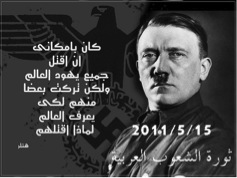 كان بإمكانى
ان اقتل
جميع يهود العالم
ولكن تركت بعضا
منهم لكى
يعرف العالم
لماذا اقتلهم
هتلر
2011/5/15
ثورة الشعوب العربية